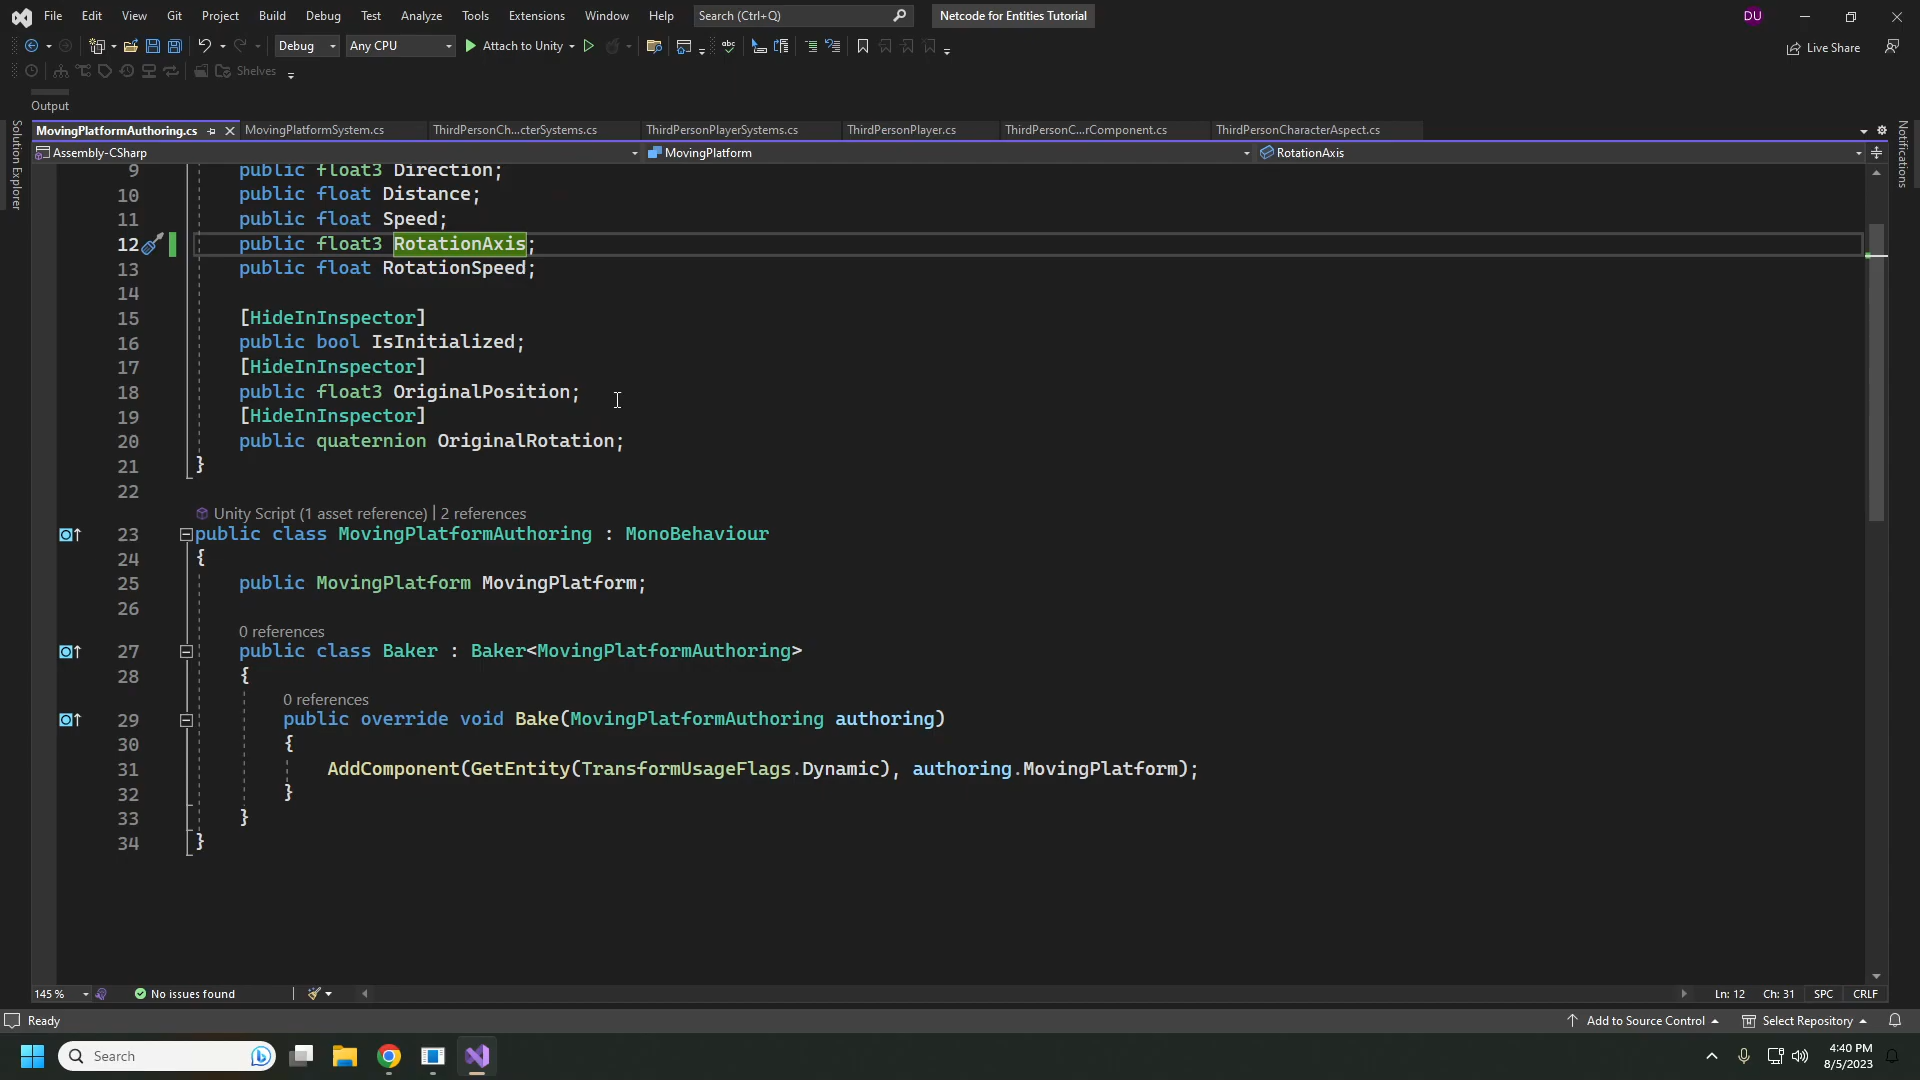 File Edit View Git Project Build Debug Test Analyze Tools Extensions Window Help Search (Ctrl+Q) Netcode for Entities Tutorial DU
Debug Any CPU Attach to Unity Live Share
Shelves
Output
Solution Explorer
Notifications
MovingPlatformAuthoring.cs MovingPlatformSystem.cs ThirdPersonCh...cterSystems.cs ThirdPersonPlayerSystems.cs ThirdPersonPlayer.cs ThirdPersonC...rComponent.cs ThirdPersonCharacterAspect.cs
Assembly-CSharp MovingPlatform RotationAxis
9 public float3 Direction;
10 public float Distance;
11 public float Speed;
12 public float3 RotationAxis;
13 public float RotationSpeed;
14
15 [HideInInspector]
16 public bool IsInitialized;
17 [HideInInspector]
18 public float3 OriginalPosition;
19 [HideInInspector]
20 public quaternion OriginalRotation;
21 }
22
Unity Script (1 asset reference) | 2 references
23 public class MovingPlatformAuthoring : MonoBehaviour
24 {
25 public MovingPlatform MovingPlatform;
26
0 references
27 public class Baker : Baker<MovingPlatformAuthoring>
28 {
0 references
29 public override void Bake(MovingPlatformAuthoring authoring)
30 {
31 AddComponent(GetEntity(TransformUsageFlags.Dynamic), authoring.MovingPlatform);
32 }
33 }
34 }
145 % No issues found Ln: 12 Ch: 31 SPC CRLF
Ready Add to Source Control Select Repository
Search 4:40 PM
8/5/2023